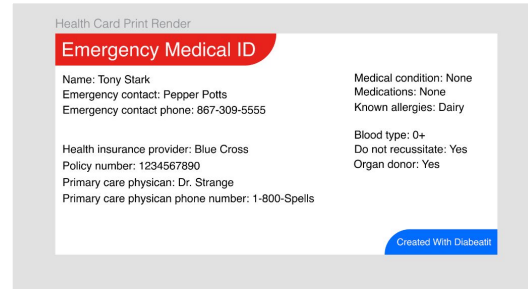 Health Card Print Render
Emergency Medical ID
Name: Tony Stark
Emergency contact: Pepper Potts
Emergency contact phone: 867-309-5555
Health insurance provider: Blue Cross
Policy number: 1234567890
Primary care physican: Dr. Strange
Primary care physican phone number: 1-800-Spells
Medical condition: None
Medications: None
Known allergies: Dairy
Blood type: 0+
Do not recussitate: Yes
Organ donor: Yes
Created With Diabeatit